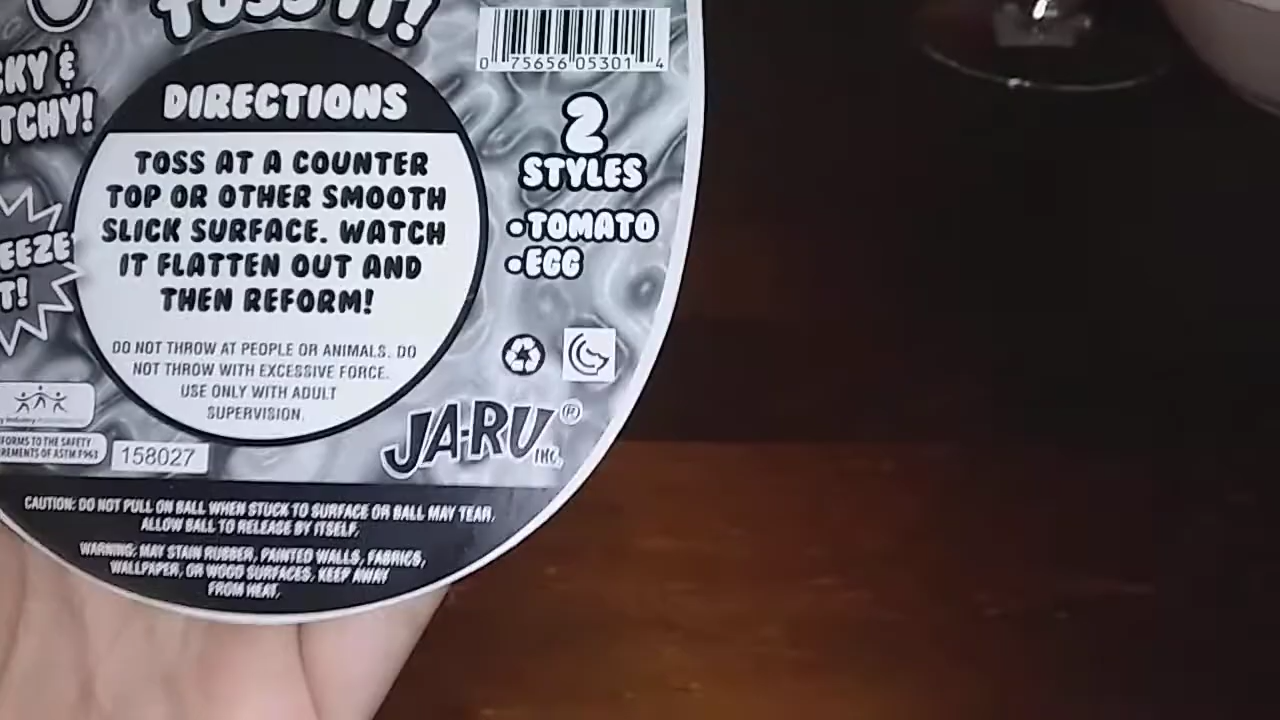 TOSS IT!
0 75656 05301 4
CKY &
TCHY!
DIRECTIONS
TOSS AT A COUNTER
TOP OR OTHER SMOOTH
SLICK SURFACE. WATCH
IT FLATTEN OUT AND
THEN REFORM!
DO NOT THROW AT PEOPLE OR ANIMALS. DO
NOT THROW WITH EXCESSIVE FORCE.
USE ONLY WITH ADULT
SUPERVISION.
2
STYLES
•TOMATO
•EGG
EEZE
T!
JA-RU® INC.
FORMS TO THE SAFETY
REMENTS OF ASTM F963
158027
CAUTION: DO NOT PULL ON BALL WHEN STUCK TO SURFACE OR BALL MAY TEAR.
ALLOW BALL TO RELEASE BY ITSELF.
WARNING: MAY STAIN RUBBER, PAINTED WALLS, FABRICS,
WALLPAPER, OR WOOD SURFACES. KEEP AWAY
FROM HEAT.